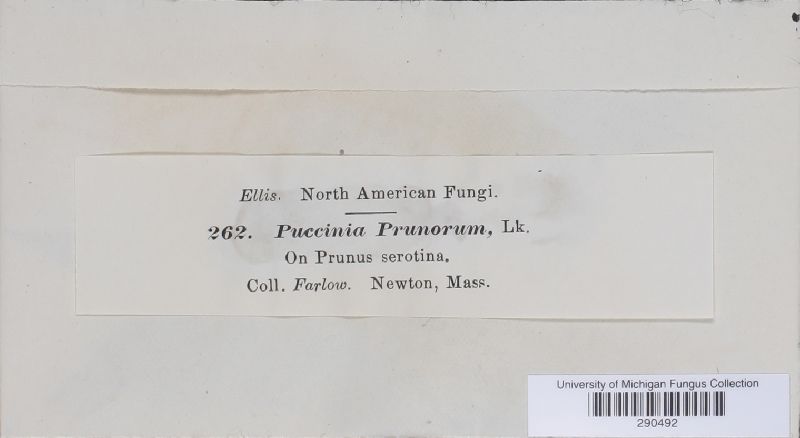 Ellis. North American Fungi.
262. Puccinia Prunorum, Lk.
On Prunus serotina.
Coll. Farlow. Newton, Mass.
University of Michigan Fungus Collection
290492